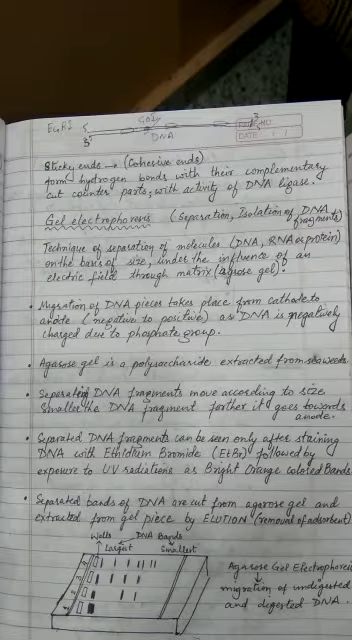 EcoRI 5' 3'
DNA
PAGE NO
DATE / /
Sticky ends → (Cohesive ends)
form hydrogen bonds with their complementary
cut counter parts, with activity of DNA ligase.
Gel electrophoresis (Separation, Isolation of DNA
fragments)
Technique of separation of molecules (DNA, RNA or protein)
on the basis of size, under the influence of an
electric field through matrix (agrose gel).
• Migration of DNA pieces takes place from cathode to
anode (negative to positive) as DNA is negatively
charged due to phosphate group.
• Agarose gel is a polysaccharide extracted from seaweeds.
• Separated DNA fragments move according to size
Smaller the DNA fragment farther it goes towards
anode.
• Separated DNA fragments can be seen only after staining
DNA with Ethidium Bromide (EtBr) followed by
exposure to UV radiations as Bright Orange colored Bands
• Separated bands of DNA are cut from agarose gel and
extracted from gel piece by ELUTION (removal of adsorbent)
Wells DNA Bands
Largest Smallest
Agarose Gel Electrophoresis
migration of undigested
and digested DNA.